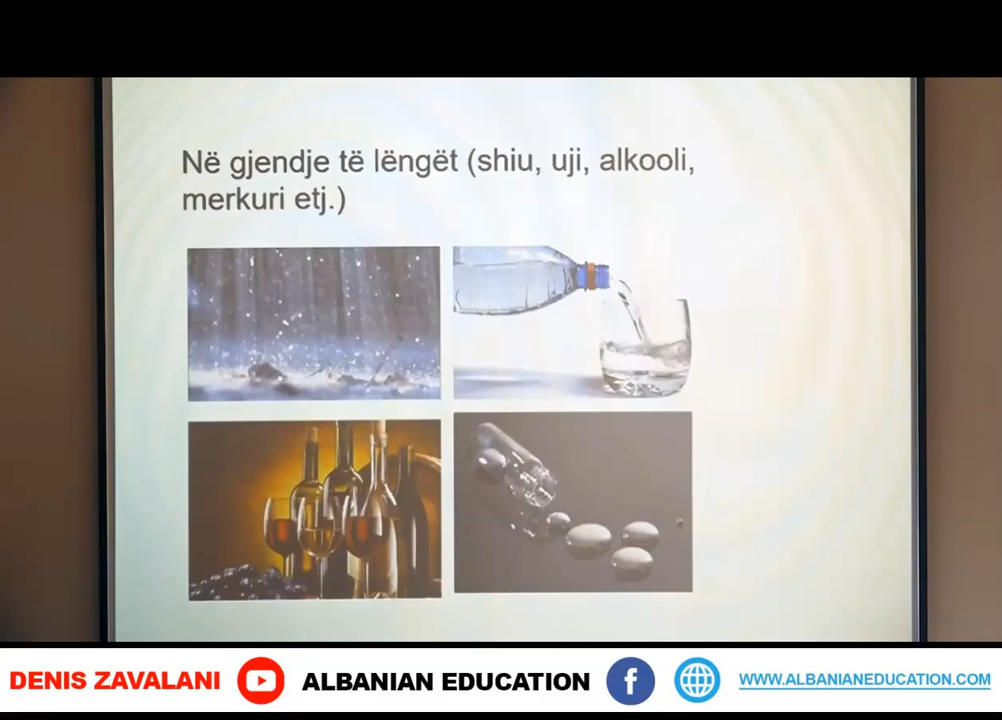 Në gjendje të lëngët (shiu, uji, alkooli,
merkuri etj.)
DENIS ZAVALANI
ALBANIAN EDUCATION
WWW.ALBANIANEDUCATION.COM